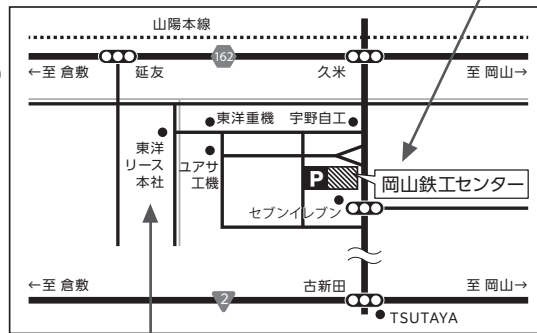 山陽本線
162
←至 倉敷
延友
久米
至 岡山→
東洋重機
宇野自工
東洋
リース
本社
ユアサ
工機
P
岡山鉄工センター
セブンイレブン
←至 倉敷
古新田
至 岡山→
2
TSUTAYA